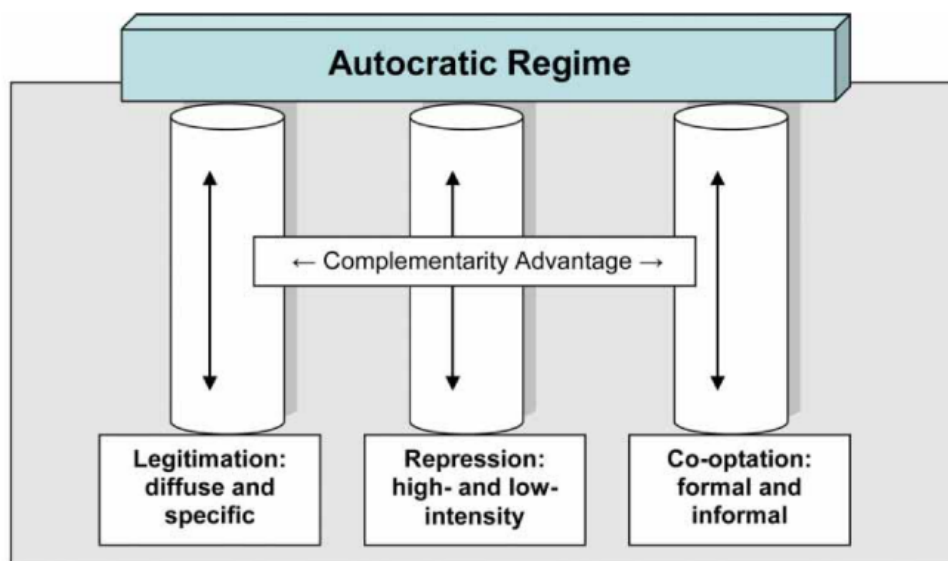 Autocratic Regime
← Complementarity Advantage →
Legitimation:
diffuse and
specific
Repression:
high- and low-
intensity
Co-optation:
formal and
informal